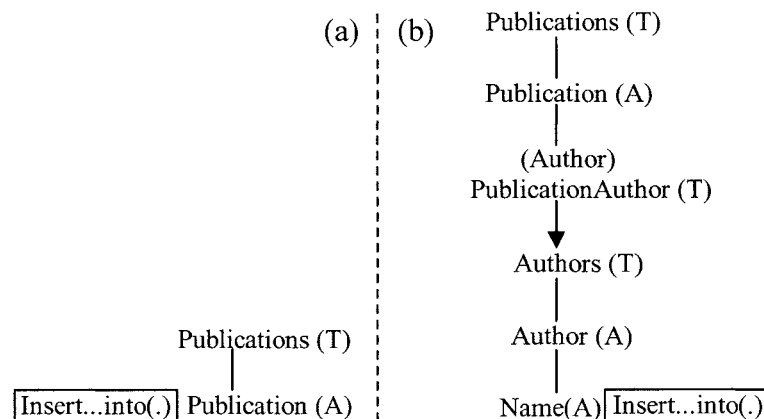 (a)
Publications (T)
Insert...into(.) Publication (A)
(b)
Publications (T)
Publication (A)
(Author)
PublicationAuthor (T)
Authors (T)
Author (A)
Name(A) Insert...into(.)